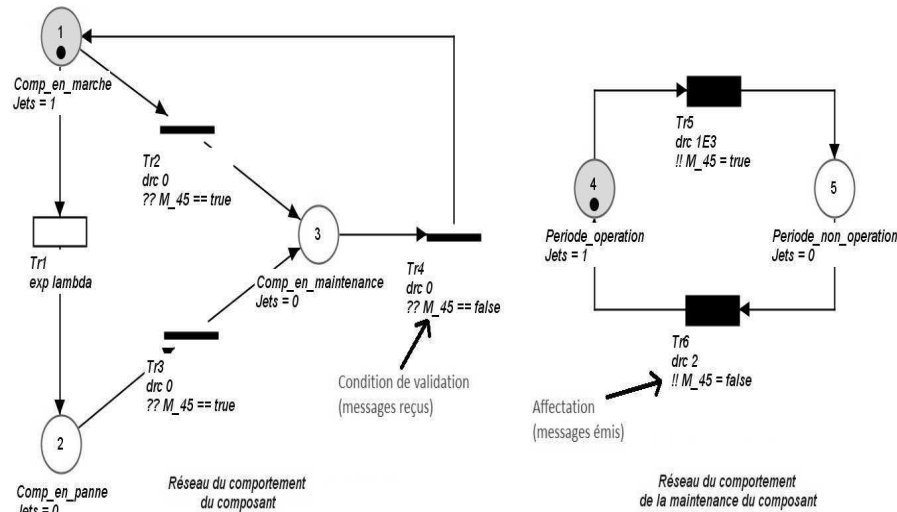 1
Comp_en_marche
Jets = 1
Tr2
drc 0
?? M_45 == true
Tr1
exp lambda
3
Comp_en_maintenance
Jets = 0
Tr4
drc 0
?? M_45 == false
Tr3
drc 0
?? M_45 == true
Condition de validation
(messages reçus)
2
Comp_en_panne
Jets = 0
Réseau du comportement
du composant
Tr5
drc 1E3
!! M_45 = true
4
Periode_operation
Jets = 1
5
Periode_non_operation
Jets = 0
Tr6
drc 2
!! M_45 = false
Affectation
(messages émis)
Réseau du comportement
de la maintenance du composant